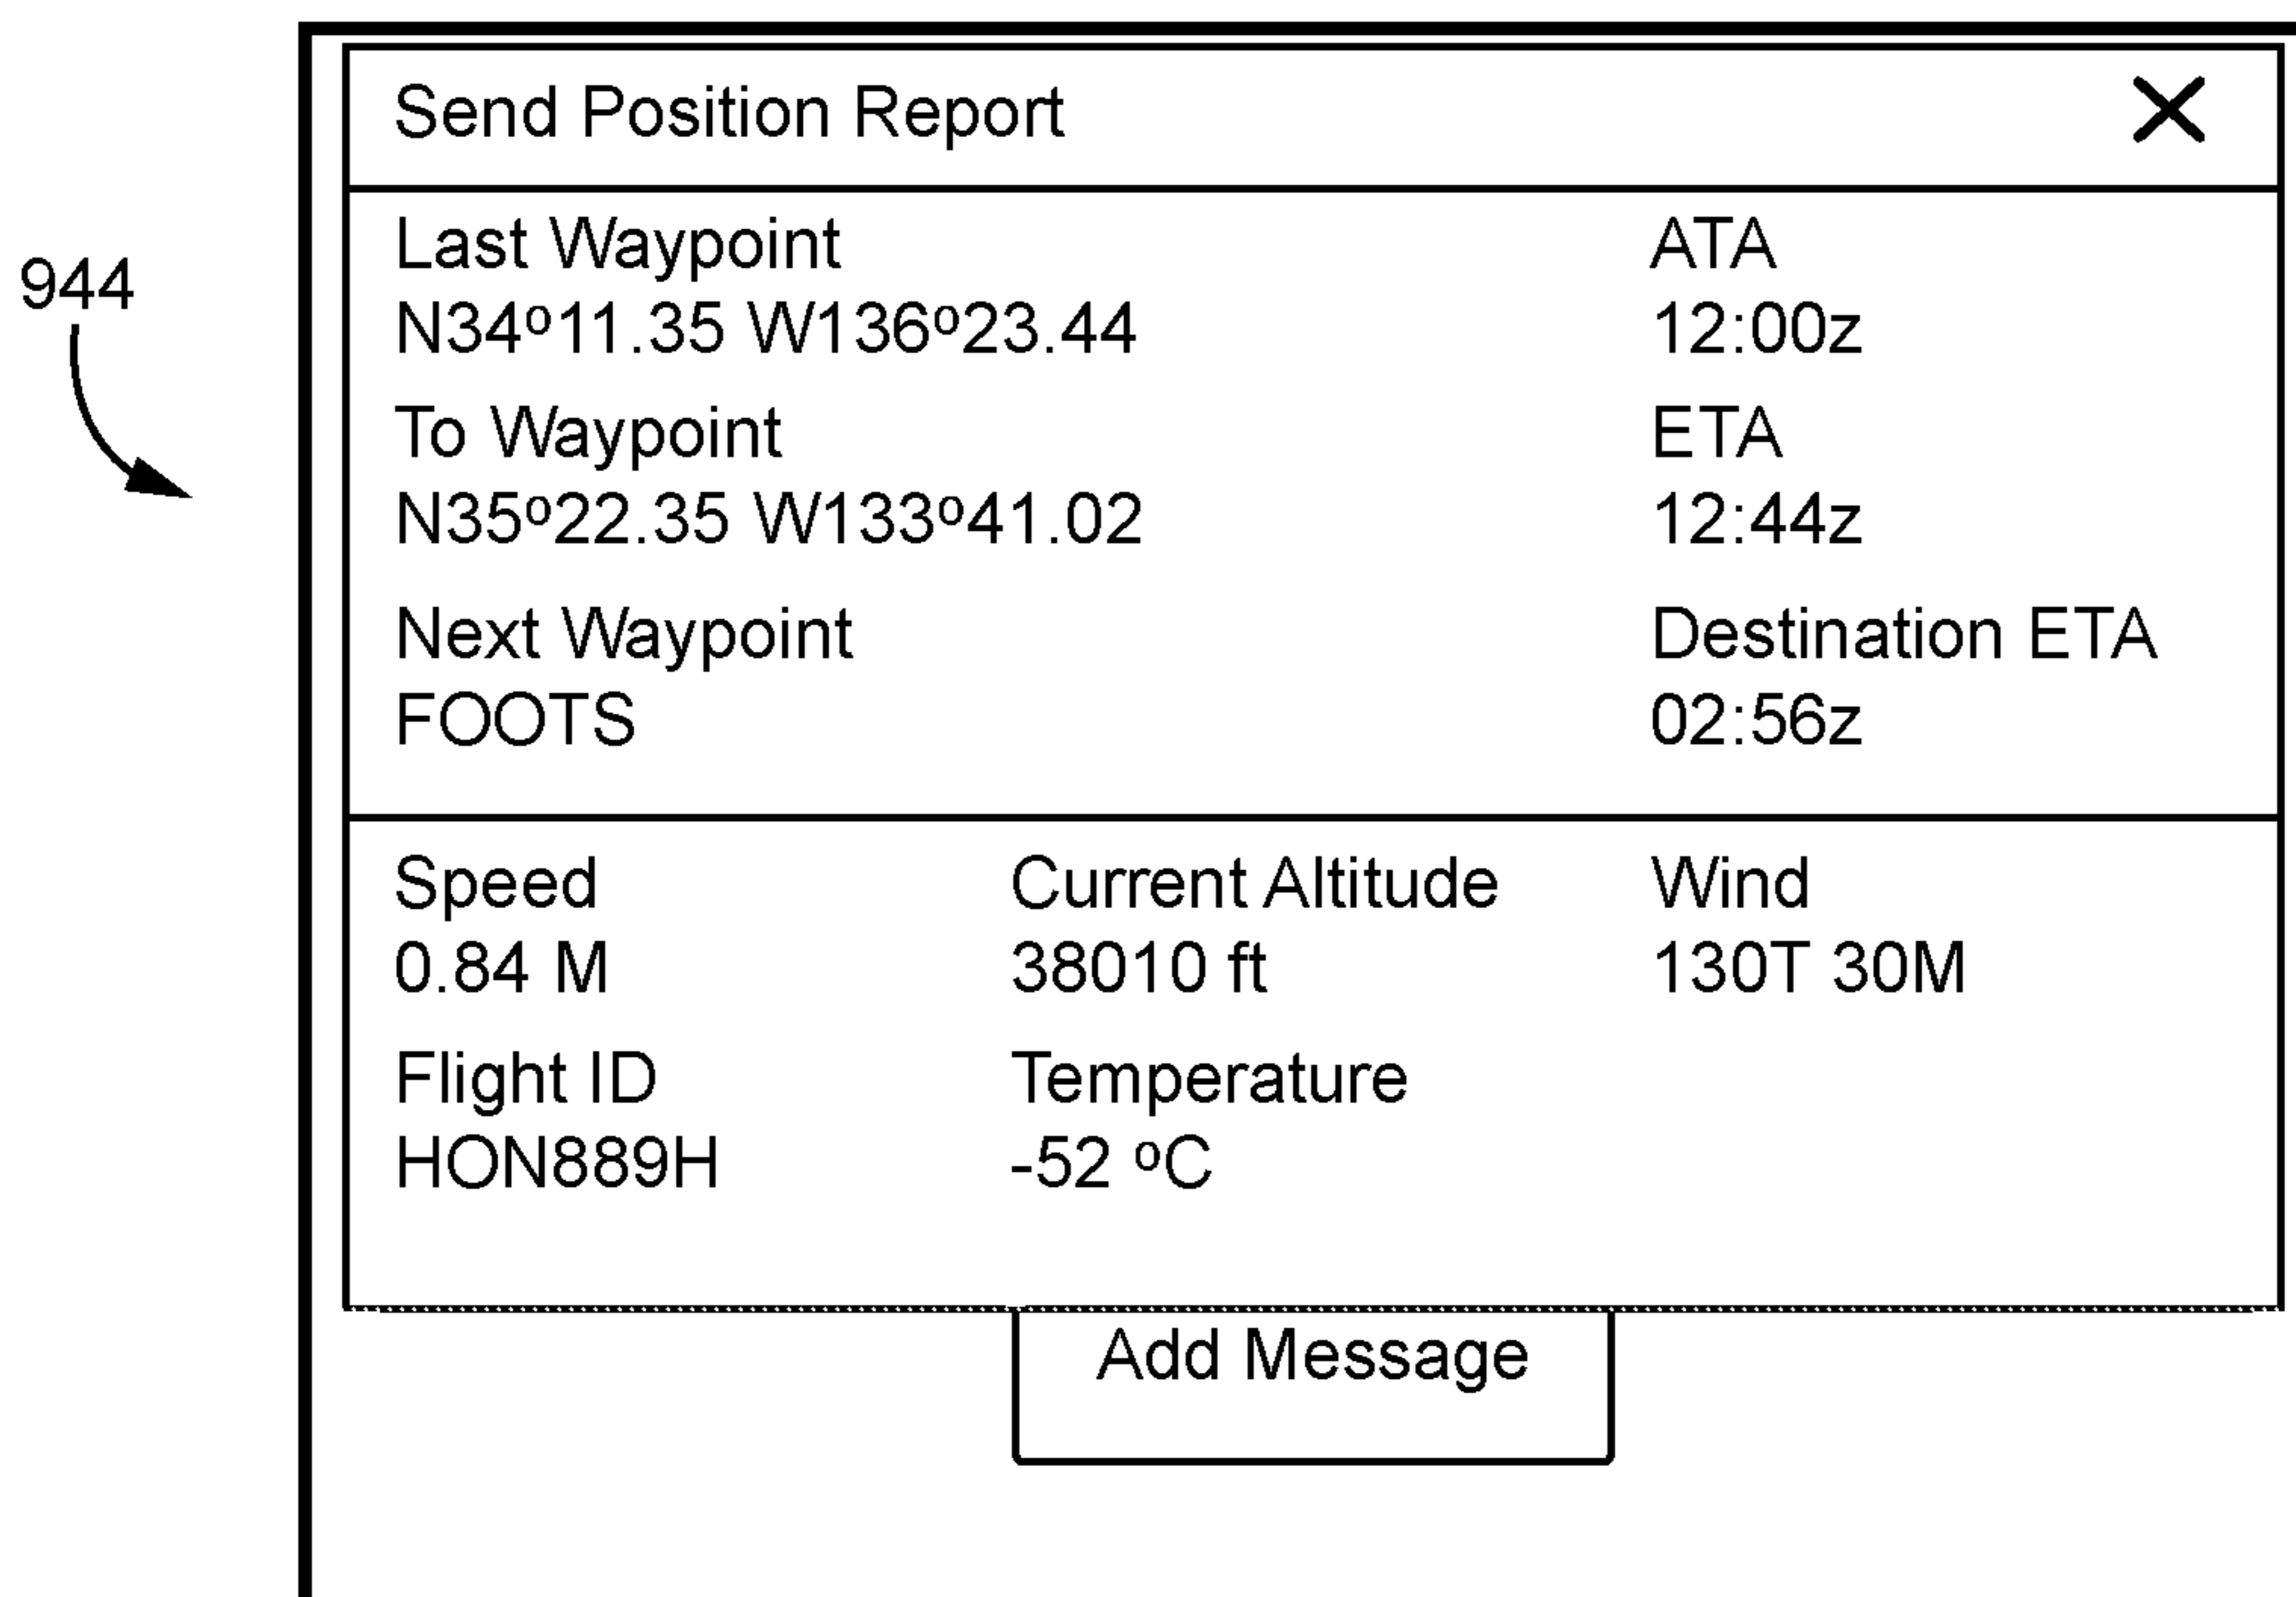 Send Position Report
944
Last Waypoint ATA
N34º11.35 W136º23.44 12:00z
To Waypoint ETA
N35º22.35 W133º41.02 12:44z
Next Waypoint Destination ETA
FOOTS 02:56z
Speed Current Altitude Wind
0.84 M 38010 ft 130T 30M
Flight ID Temperature
HON889H -52 ºC
Add Message